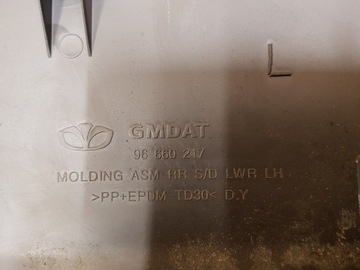 L
GMDAT
96 660 217
MOLDING ASM RR S/D LWR LH
>PP+EPDM TD30< D.Y